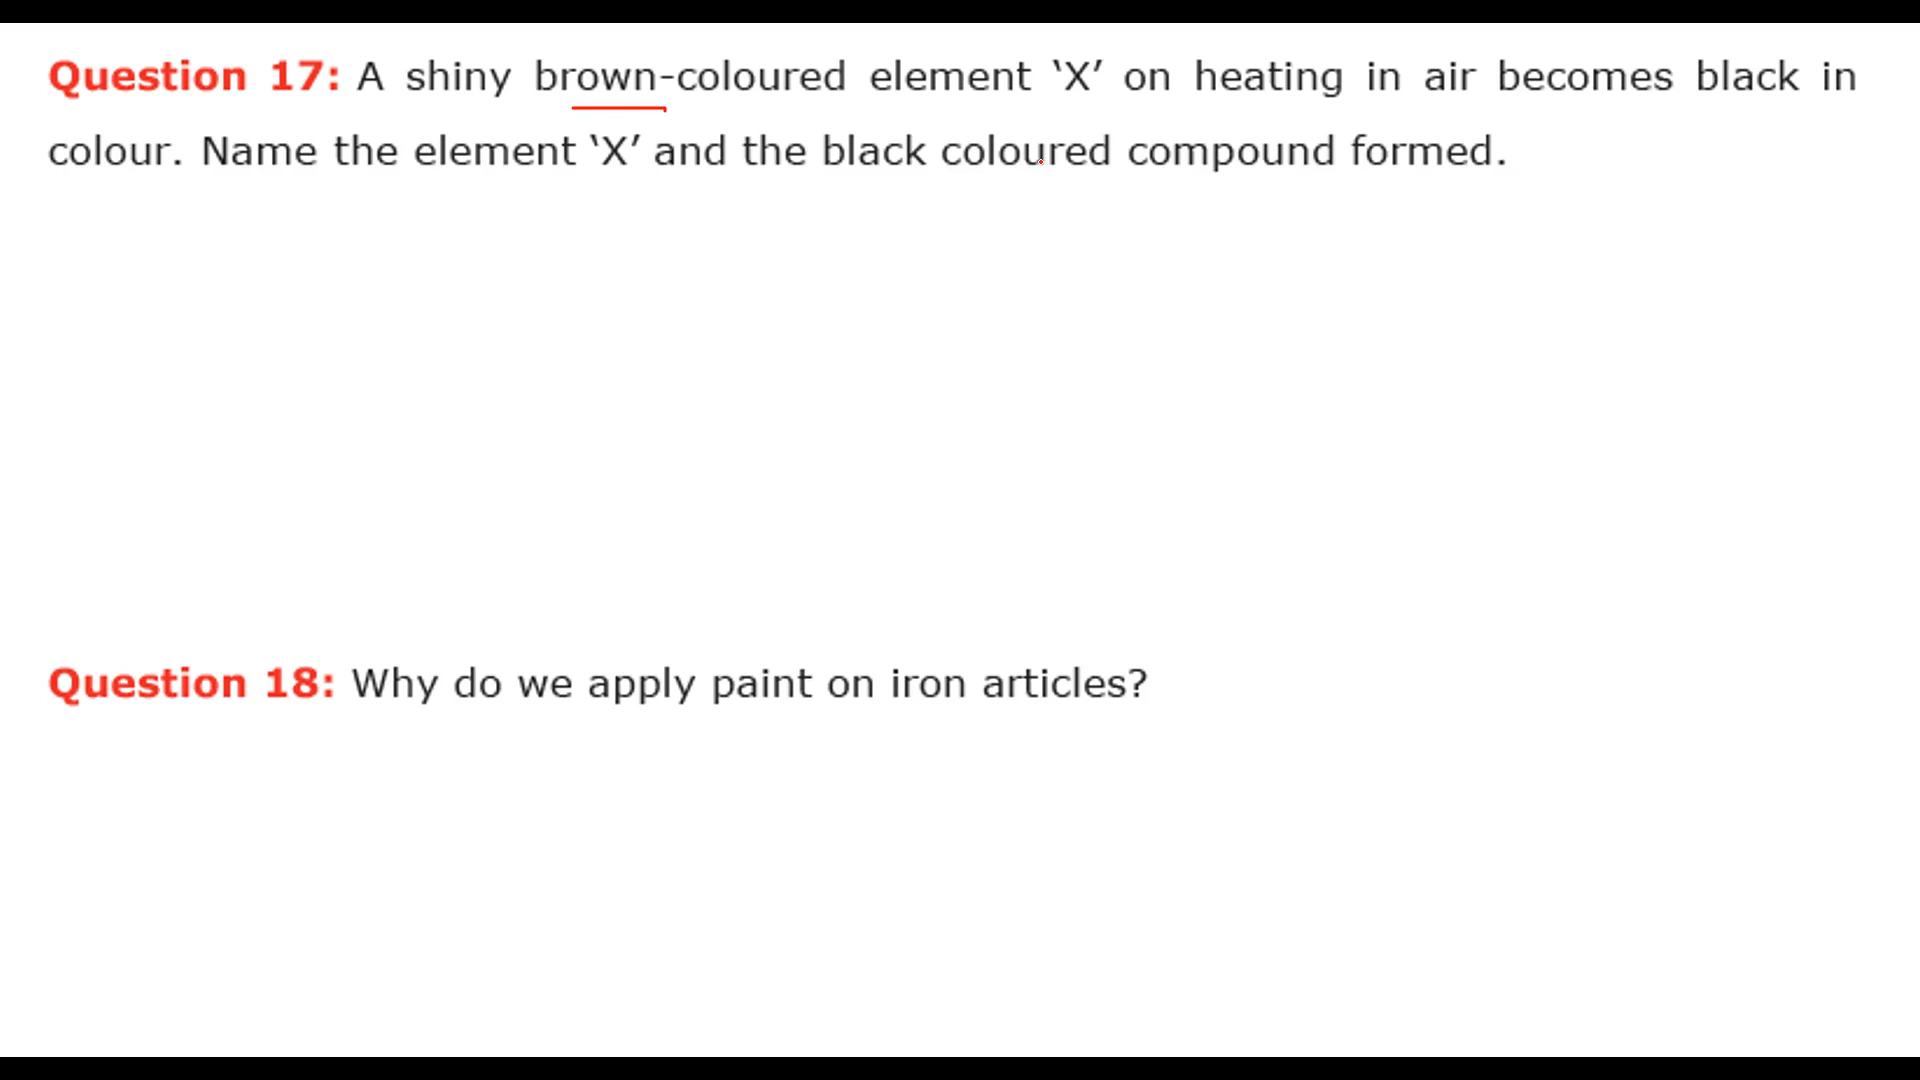 Question 17: A shiny brown-coloured element ‘X’ on heating in air becomes black in
colour. Name the element ‘X’ and the black coloured compound formed.
Question 18: Why do we apply paint on iron articles?